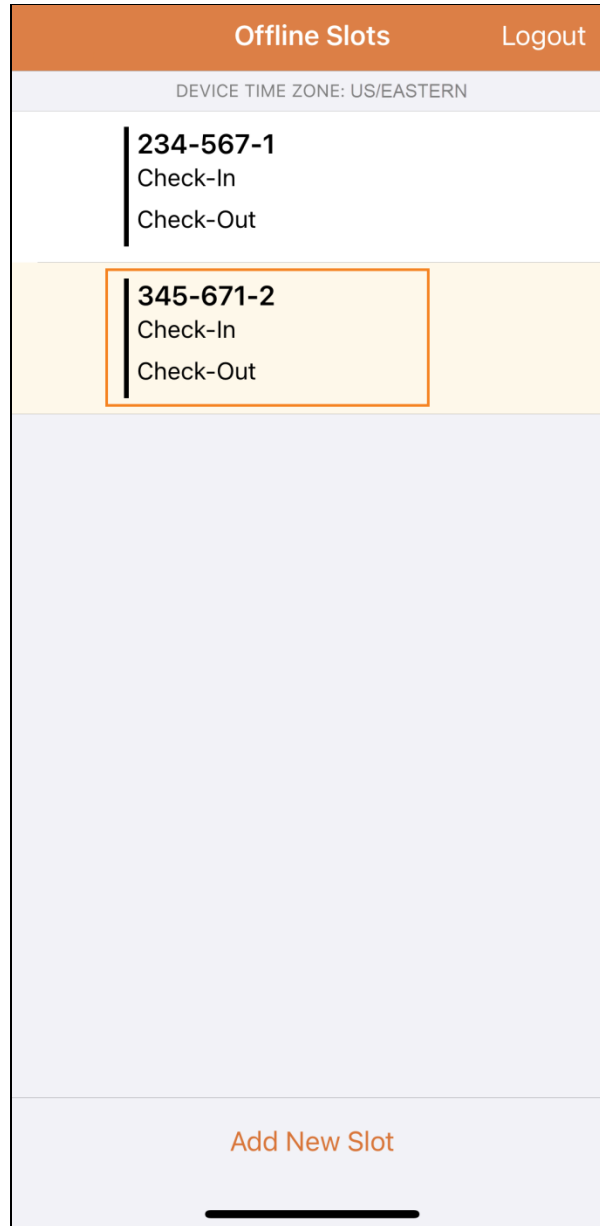 Offline Slots Logout
DEVICE TIME ZONE: US/EASTERN
234-567-1
Check-In
Check-Out
345-671-2
Check-In
Check-Out
Add New Slot